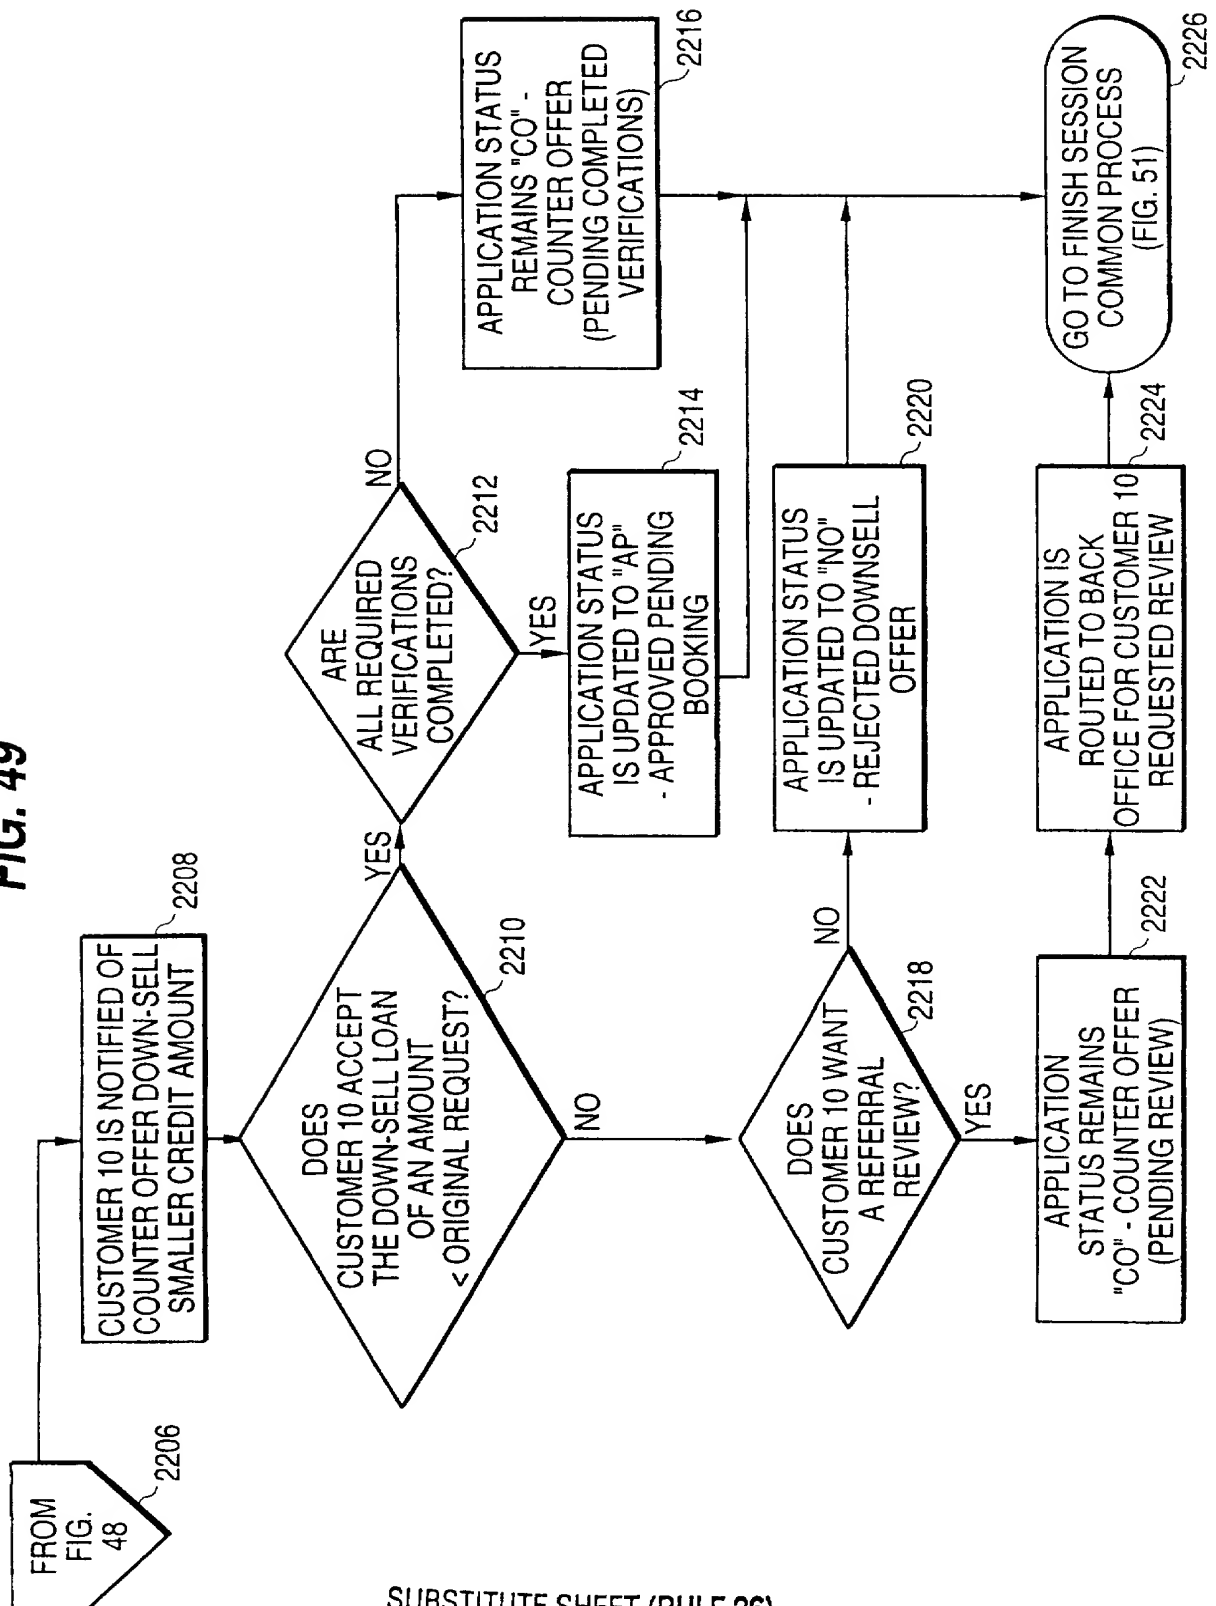 FIG. 49
FROM
FIG.
48
2206
CUSTOMER 10 IS NOTIFIED OF
COUNTER OFFER DOWN-SELL
SMALLER CREDIT AMOUNT
2208
DOES
CUSTOMER 10 ACCEPT
THE DOWN-SELL LOAN
OF AN AMOUNT
< ORIGINAL REQUEST?
2210
YES
NO
ARE
ALL REQUIRED
VERIFICATIONS
COMPLETED?
2212
NO
YES
APPLICATION STATUS
IS UPDATED TO "AP"
- APPROVED PENDING
BOOKING
2214
APPLICATION STATUS
REMAINS "CO" -
COUNTER OFFER
(PENDING COMPLETED
VERIFICATIONS)
2216
DOES
CUSTOMER 10 WANT
A REFERRAL
REVIEW?
2218
NO
YES
APPLICATION STATUS
IS UPDATED TO "NO"
- REJECTED DOWNSELL
OFFER
2220
APPLICATION
STATUS REMAINS
"CO" - COUNTER OFFER
(PENDING REVIEW)
2222
APPLICATION IS
ROUTED TO BACK
OFFICE FOR CUSTOMER 10
REQUESTED REVIEW
2224
GO TO FINISH SESSION
COMMON PROCESS
(FIG. 51)
2226
SUBSTITUTE SHEET (RULE 26)